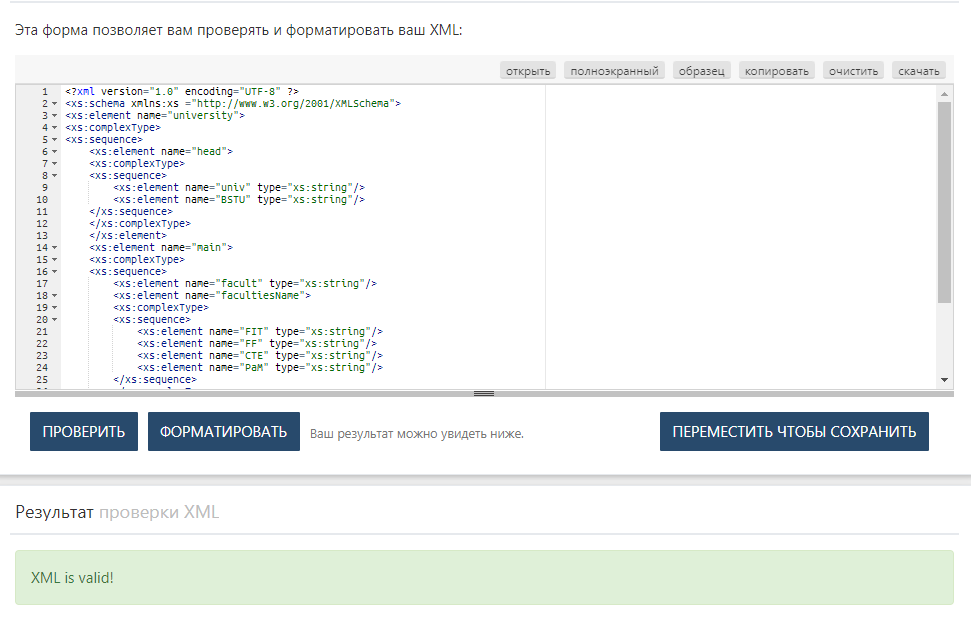 Эта форма позволяет вам проверять и форматировать ваш XML:
открыть полноэкранный образец копировать очистить скачать
1 <?xml version="1.0" encoding="UTF-8" ?>
2 <xs:schema xmlns:xs ="http://www.w3.org/2001/XMLSchema">
3 <xs:element name="university">
4 <xs:complexType>
5 <xs:sequence>
6 <xs:element name="head">
7 <xs:complexType>
8 <xs:sequence>
9 <xs:element name="univ" type="xs:string"/>
10 <xs:element name="BSTU" type="xs:string"/>
11 </xs:sequence>
12 </xs:complexType>
13 </xs:element>
14 <xs:element name="main">
15 <xs:complexType>
16 <xs:sequence>
17 <xs:element name="facult" type="xs:string"/>
18 <xs:element name="facultiesName">
19 <xs:complexType>
20 <xs:sequence>
21 <xs:element name="FIT" type="xs:string"/>
22 <xs:element name="FF" type="xs:string"/>
23 <xs:element name="CTE" type="xs:string"/>
24 <xs:element name="PaM" type="xs:string"/>
25 </xs:sequence>
ПРОВЕРИТЬ ФОРМАТИРОВАТЬ Ваш результат можно увидеть ниже. ПЕРЕМЕСТИТЬ ЧТОБЫ СОХРАНИТЬ
Результат проверки XML
XML is valid!